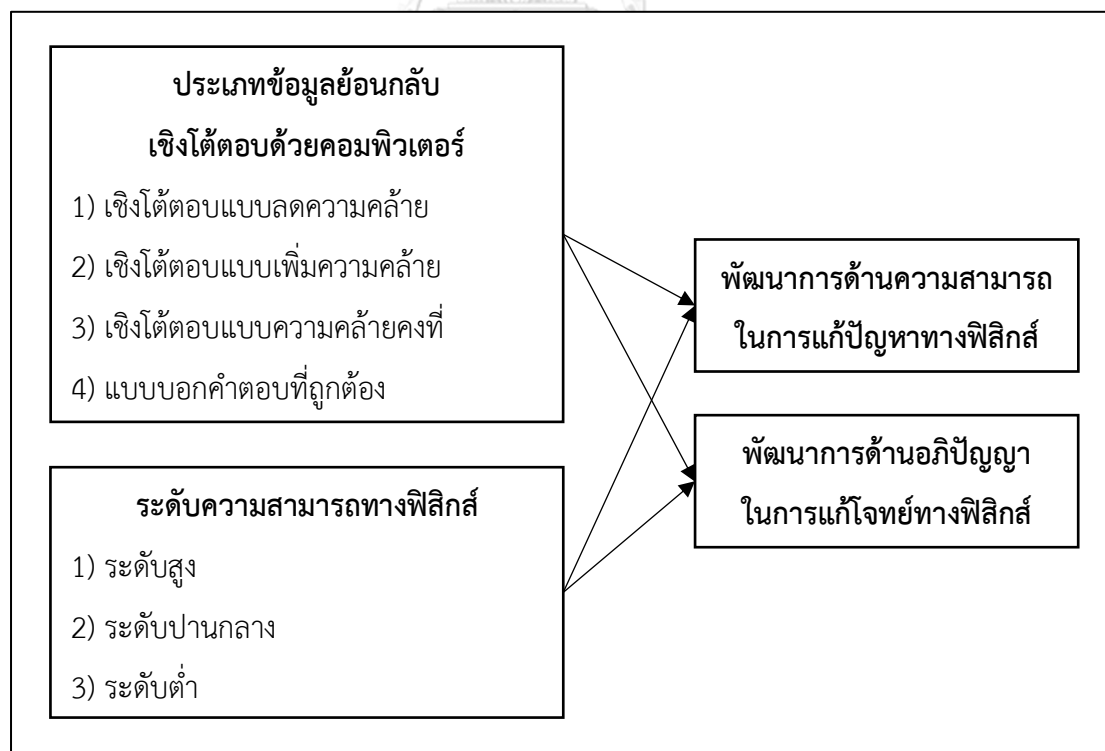 ประเภทข้อมูลย้อนกลับ
เชิงโต้ตอบด้วยคอมพิวเตอร์
1) เชิงโต้ตอบแบบลดความคล้าย
2) เชิงโต้ตอบแบบเพิ่มความคล้าย
3) เชิงโต้ตอบแบบความคล้ายคงที่
4) แบบบอกคำตอบที่ถูกต้อง
ระดับความสามารถทางฟิสิกส์
1) ระดับสูง
2) ระดับปานกลาง
3) ระดับต่ำ
พัฒนาการด้านความสามารถ
ในการแก้ปัญหาทางฟิสิกส์
พัฒนาการด้านอภิปัญญา
ในการแก้โจทย์ทางฟิสิกส์